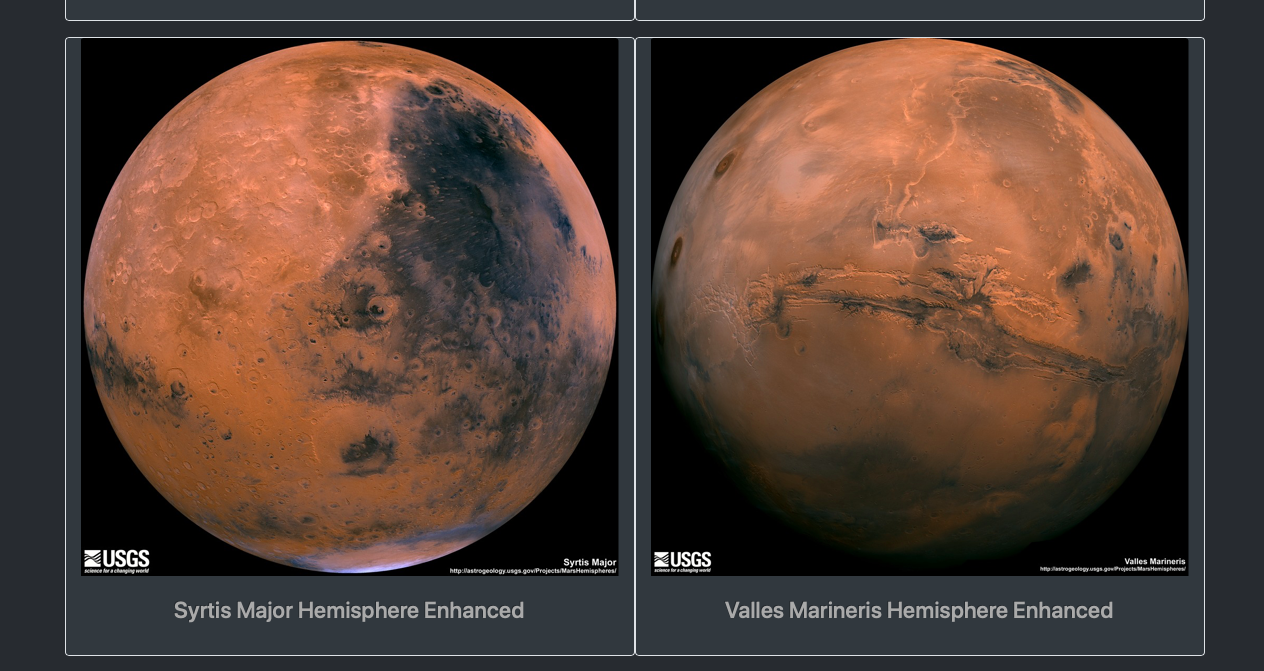 USGS
science for a changing world
Syrtis Major
http://astrogeology.usgs.gov/Projects/MarsHemispheres/
USGS
science for a changing world
Valles Marineris
http://astrogeology.usgs.gov/Projects/MarsHemispheres/
Syrtis Major Hemisphere Enhanced
Valles Marineris Hemisphere Enhanced